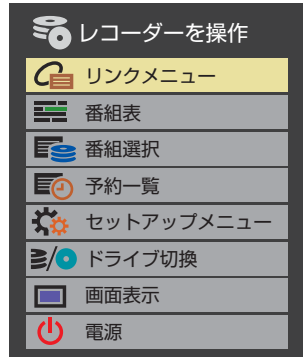 レコーダーを操作
リンクメニュー
番組表
番組選択
予約一覧
セットアップメニュー
ドライブ切換
画面表示
電源